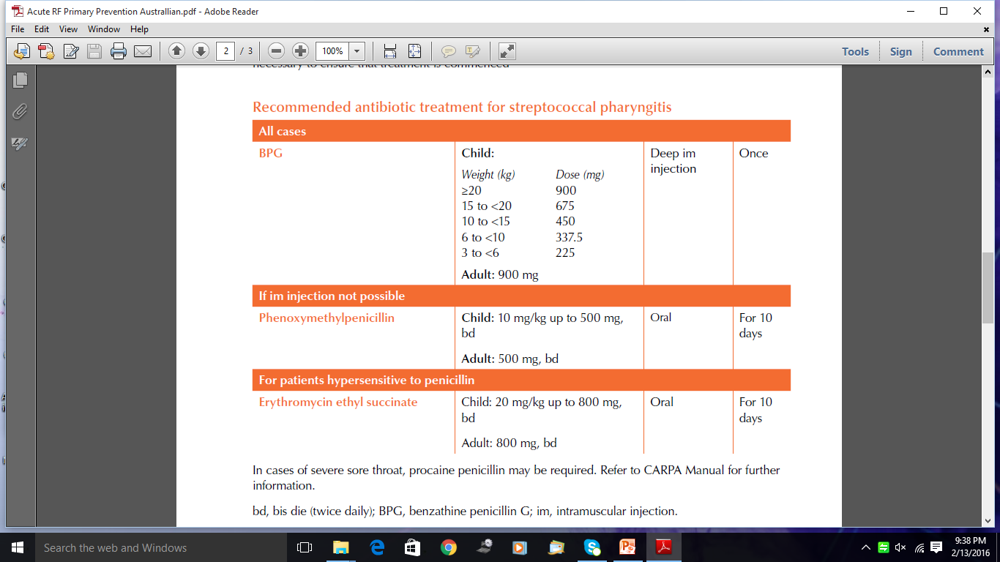 Acute RF Primary Prevention Australlian.pdf - Adobe Reader
File Edit View Window Help
2 / 3 100% Tools Sign Comment
necessary to ensure that treatment is commenced
Recommended antibiotic treatment for streptococcal pharyngitis
All cases
BPG Child: Deep im Once
injection
Weight (kg) Dose (mg)
≥20 900
15 to <20 675
10 to <15 450
6 to <10 337.5
3 to <6 225
Adult: 900 mg
If im injection not possible
Phenoxymethylpenicillin Child: 10 mg/kg up to 500 mg, Oral For 10
bd days
Adult: 500 mg, bd
For patients hypersensitive to penicillin
Erythromycin ethyl succinate Child: 20 mg/kg up to 800 mg, Oral For 10
bd days
Adult: 800 mg, bd
In cases of severe sore throat, procaine penicillin may be required. Refer to CARPA Manual for further
information.
bd, bis die (twice daily); BPG, benzathine penicillin G; im, intramuscular injection.
Search the web and Windows
9:38 PM
2/13/2016